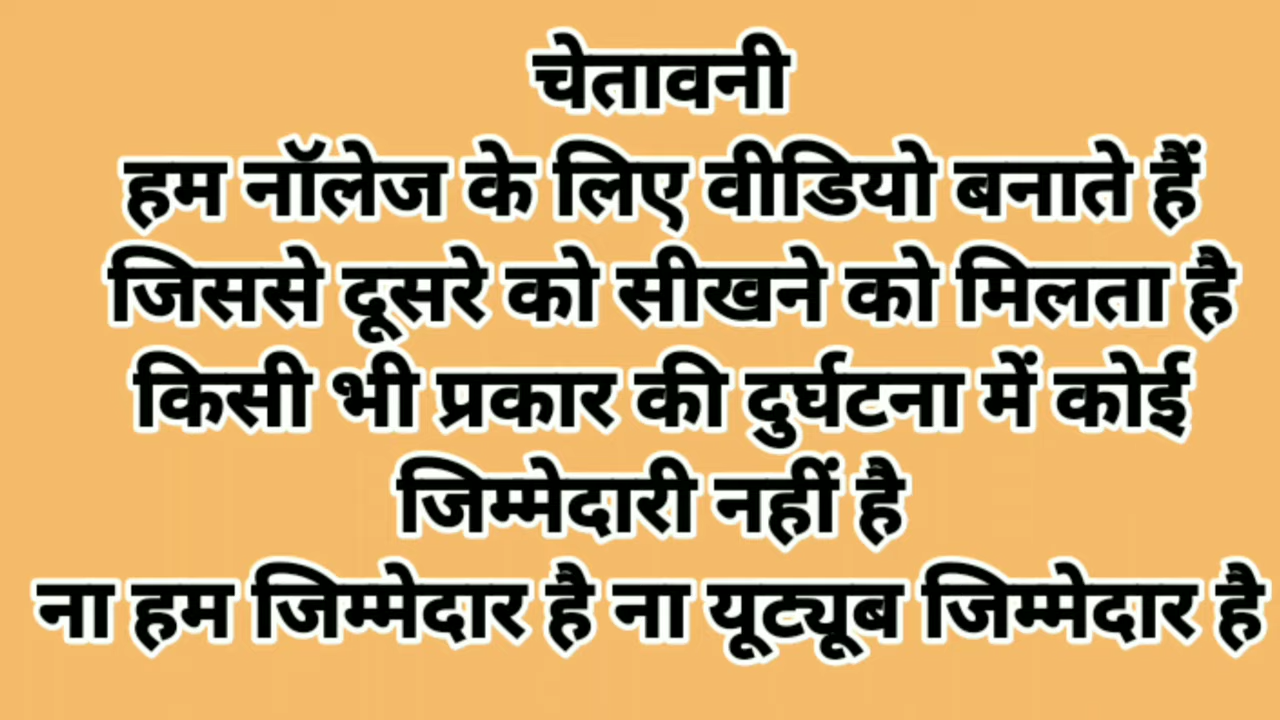 चेतावनी
हम नॉलेज के लिए वीडियो बनाते हैं
जिससे दूसरे को सीखने को मिलता है
किसी भी प्रकार की दुर्घटना में कोई
जिम्मेदारी नहीं है
ना हम जिम्मेदार है ना यूट्यूब जिम्मेदार है